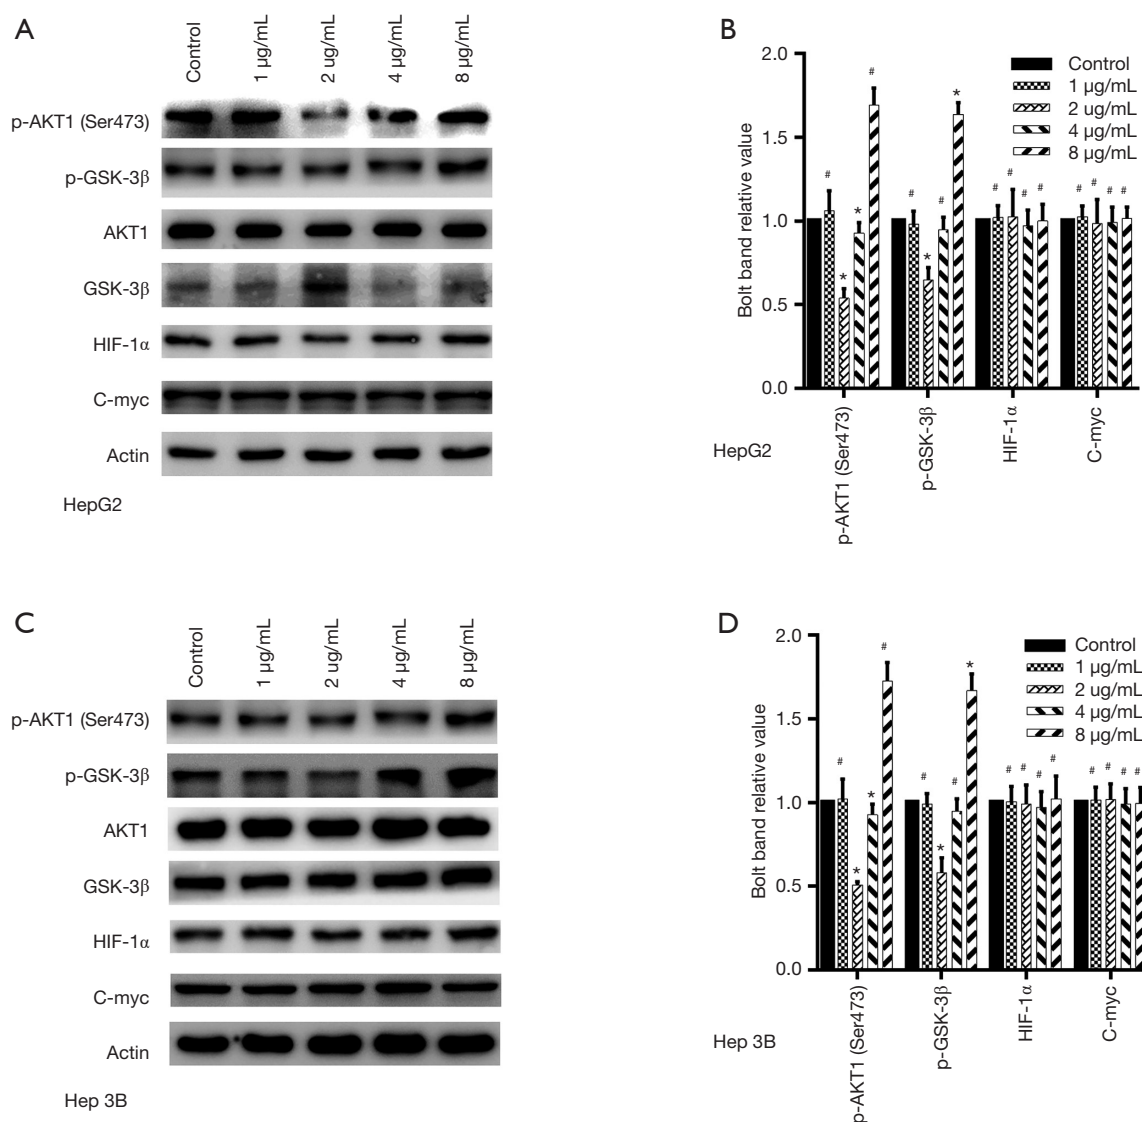 A
Control
1 µg/mL
2 ug/mL
4 µg/mL
8 µg/mL
p-AKT1 (Ser473)
p-GSK-3β
AKT1
GSK-3β
HIF-1α
C-myc
Actin
HepG2
B
Bolt band relative value
2.0
1.5
1.0
0.5
0.0
Control
1 µg/mL
2 ug/mL
4 µg/mL
8 µg/mL
# * * #
# * # *
# # # #
# # # #
p-AKT1 (Ser473)
p-GSK-3β
HIF-1α
C-myc
HepG2
C
Control
1 µg/mL
2 ug/mL
4 µg/mL
8 µg/mL
p-AKT1 (Ser473)
p-GSK-3β
AKT1
GSK-3β
HIF-1α
C-myc
Actin
Hep 3B
D
Bolt band relative value
2.0
1.5
1.0
0.5
0.0
Control
1 µg/mL
2 ug/mL
4 µg/mL
8 µg/mL
# * * #
# * # *
# # # #
# # # #
p-AKT1 (Ser473)
p-GSK-3β
HIF-1α
C-myc
Hep 3B